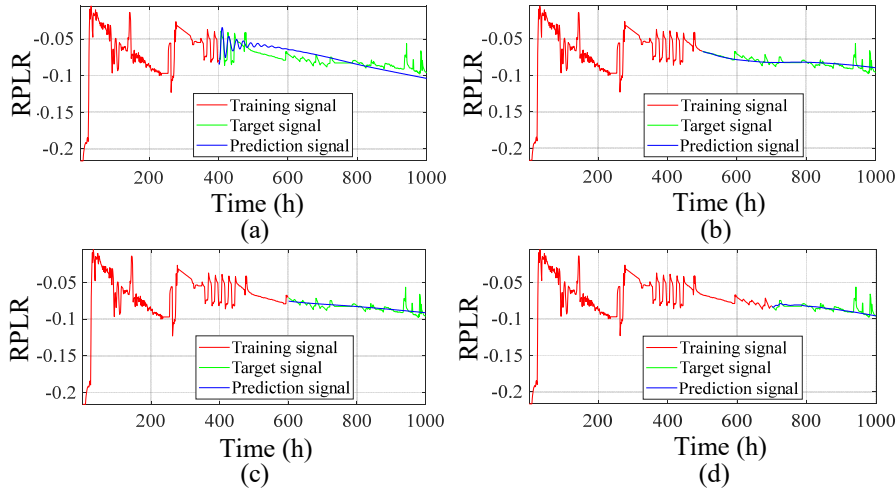 RPLR
-0.05
-0.1
-0.15
-0.2
Training signal
Target signal
Prediction signal
200 400 600 800 1000
Time (h)
(a)
RPLR
-0.05
-0.1
-0.15
-0.2
Training signal
Target signal
Prediction signal
200 400 600 800 1000
Time (h)
(b)
RPLR
-0.05
-0.1
-0.15
-0.2
Training signal
Target signal
Prediction signal
200 400 600 800 1000
Time (h)
(c)
RPLR
-0.05
-0.1
-0.15
-0.2
Training signal
Target signal
Prediction signal
200 400 600 800 1000
Time (h)
(d)